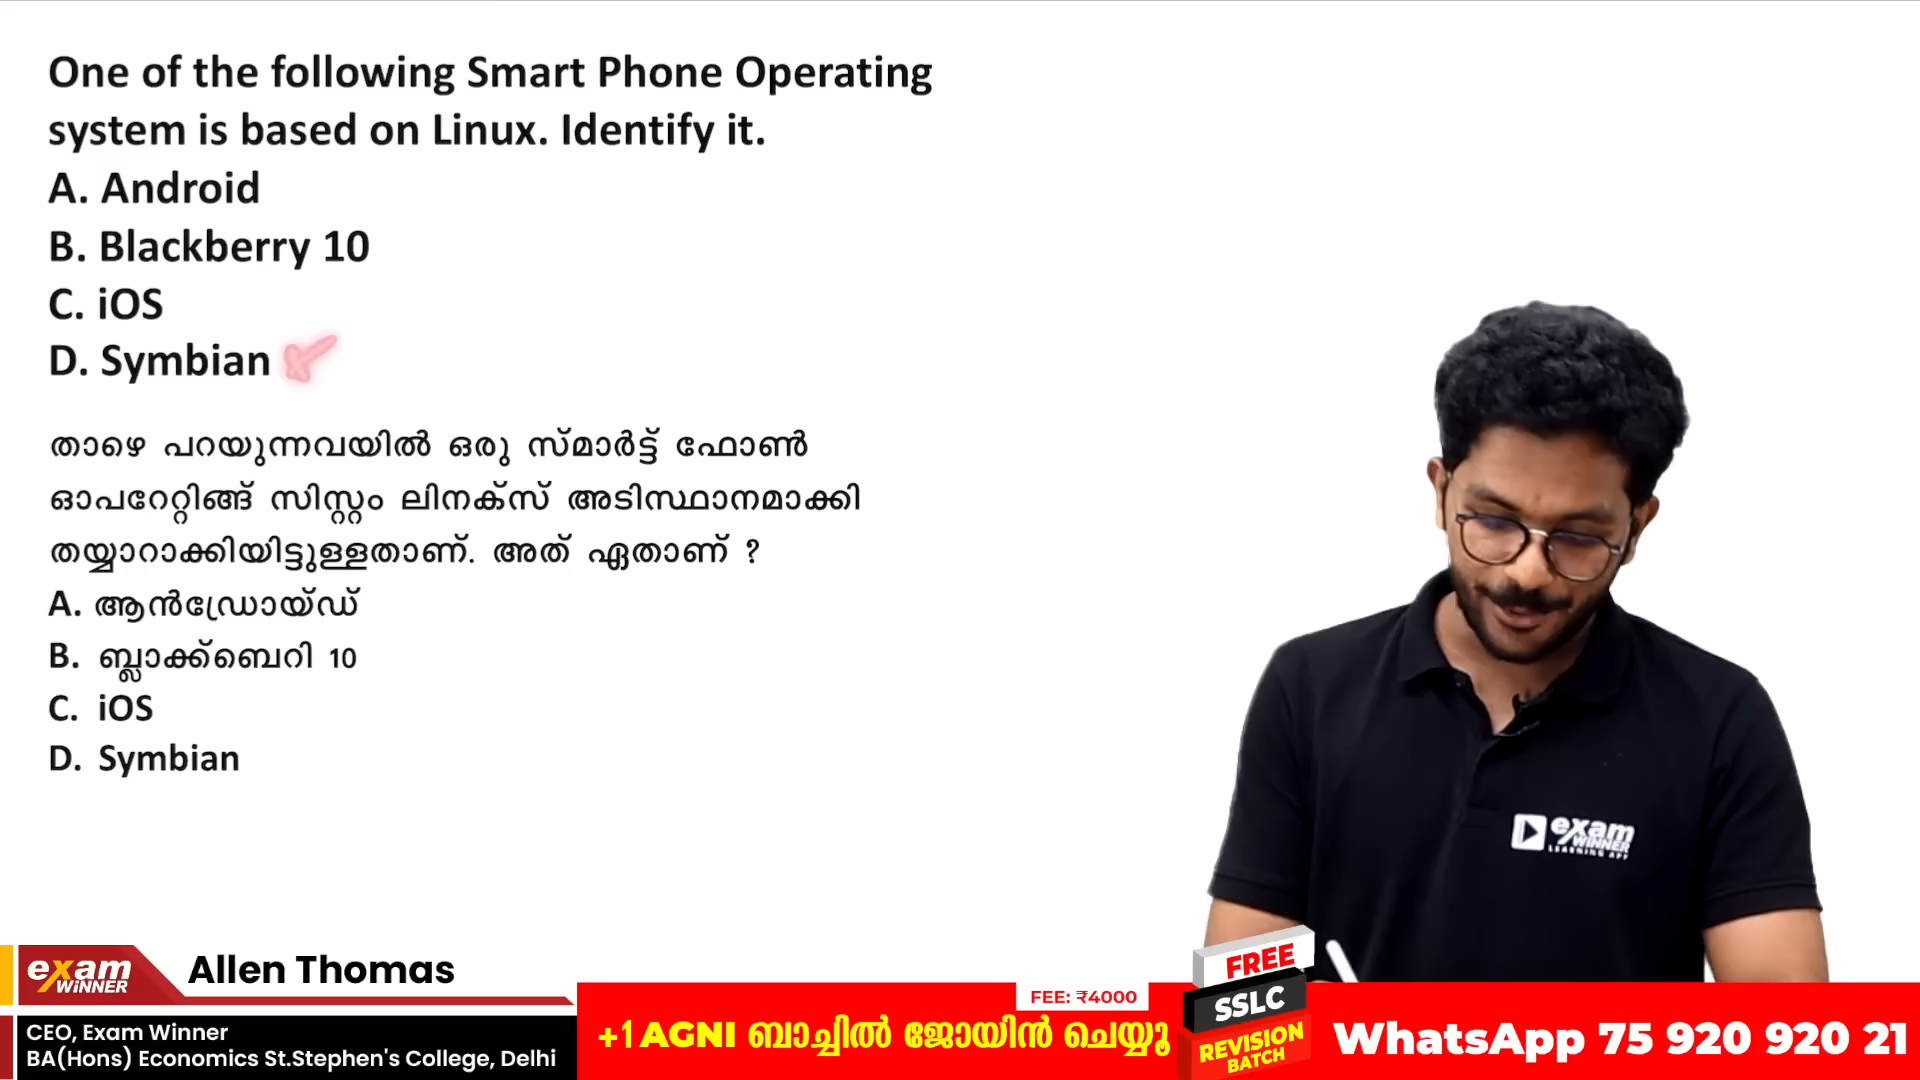 One of the following Smart Phone Operating
system is based on Linux. Identify it.
A. Android
B. Blackberry 10
C. iOS
D. Symbian
താഴെ പറയുന്നവയിൽ ഒരു സ്മാർട്ട് ഫോൺ
ഓപറേറ്റിങ്ങ് സിസ്റ്റം ലിനക്സ് അടിസ്ഥാനമാക്കി
തയ്യാറാക്കിയിട്ടുള്ളതാണ്. അത് ഏതാണ് ?
A. ആൻഡ്രോയ്ഡ്
B. ബ്ലാക്ക്ബെറി 10
C. iOS
D. Symbian
exam
WINNER
LEARNING APP
exam
WINNER
Allen Thomas
CEO, Exam Winner
BA(Hons) Economics St.Stephen's College, Delhi
FEE: ₹4000
+1 AGNI ബാച്ചിൽ ജോയിൻ ചെയ്യൂ
FREE
SSLC
REVISION
BATCH
WhatsApp 75 920 920 21